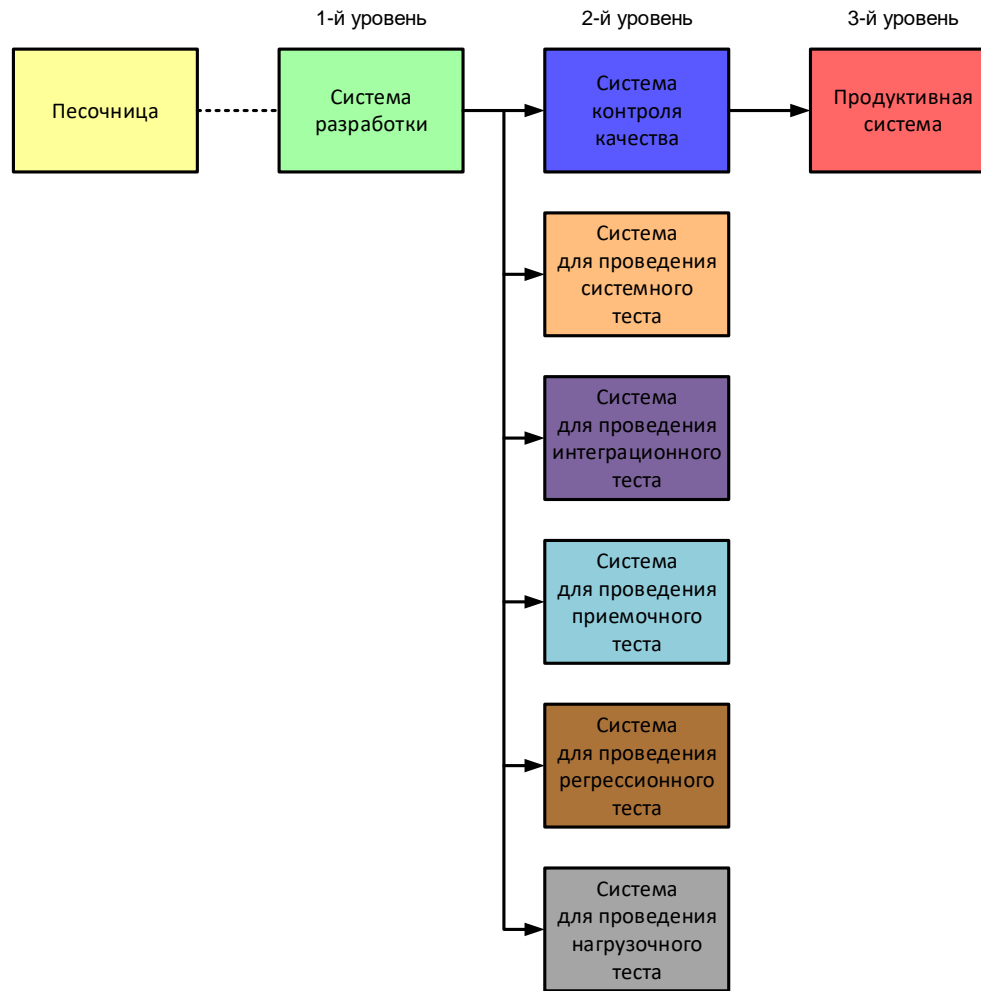 1-й уровень
2-й уровень
3-й уровень
Песочница
Система
разработки
Система
контроля
качества
Продуктивная
система
Система
для проведения
системного
теста
Система
для проведения
интеграционного
теста
Система
для проведения
приемочного
теста
Система
для проведения
регрессионного
теста
Система
для проведения
нагрузочного
теста